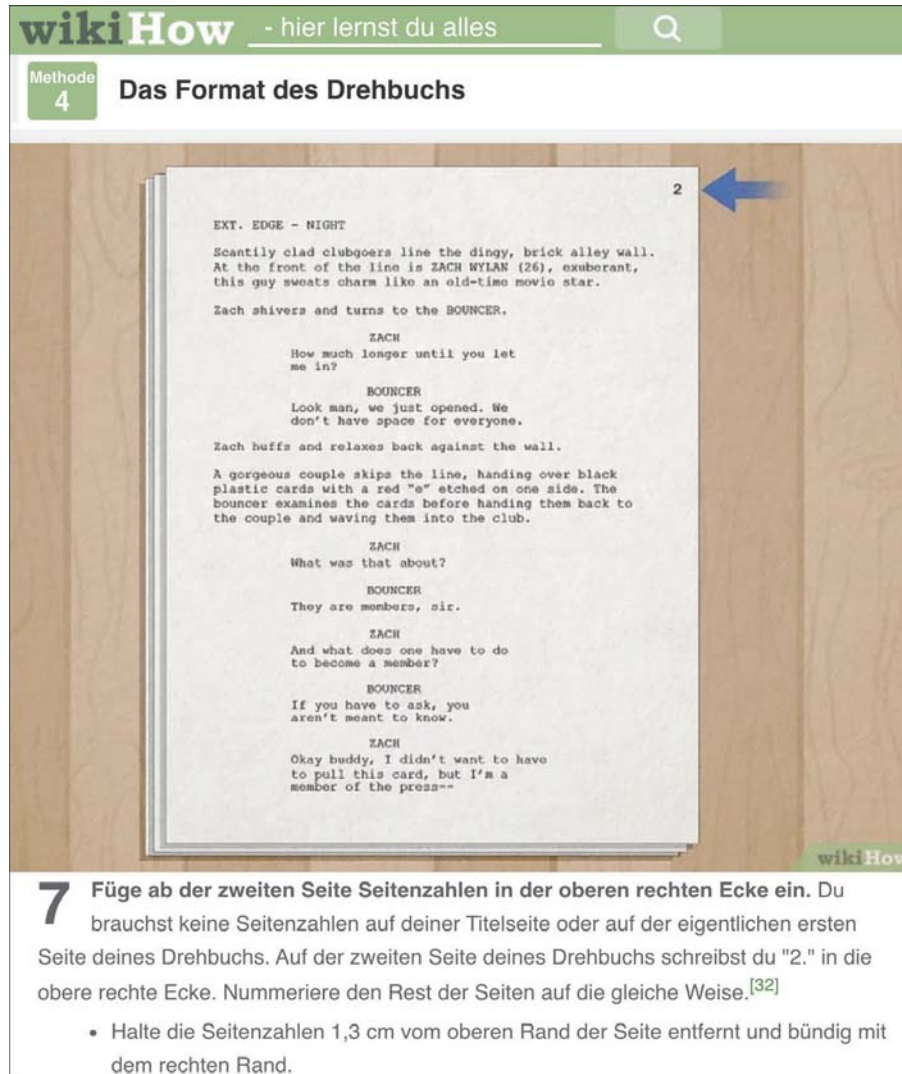 wikiHow - hier lernst du alles
Methode
4
Das Format des Drehbuchs
2
EXT. EDGE - NIGHT
Scantily clad clubgoers line the dingy, brick alley wall.
At the front of the line is ZACH WYLAN (26), exuberant,
this guy sweats charm like an old-time movie star.
Zach shivers and turns to the BOUNCER.
ZACH
How much longer until you let
me in?
BOUNCER
Look man, we just opened. We
don't have space for everyone.
Zach huffs and relaxes back against the wall.
A gorgeous couple skips the line, handing over black
plastic cards with a red "e" etched on one side. The
bouncer examines the cards before handing them back to
the couple and waving them into the club.
ZACH
What was that about?
BOUNCER
They are members, sir.
ZACH
And what does one have to do
to become a member?
BOUNCER
If you have to ask, you
aren't meant to know.
ZACH
Okay buddy, I didn't want to have
to pull this card, but I'm a
member of the press--
wikiHow
7 Füge ab der zweiten Seite Seitenzahlen in der oberen rechten Ecke ein. Du
brauchst keine Seitenzahlen auf deiner Titelseite oder auf der eigentlichen ersten
Seite deines Drehbuchs. Auf der zweiten Seite deines Drehbuchs schreibst du "2." in die
obere rechte Ecke. Nummeriere den Rest der Seiten auf die gleiche Weise.[32]
• Halte die Seitenzahlen 1,3 cm vom oberen Rand der Seite entfernt und bündig mit
dem rechten Rand.